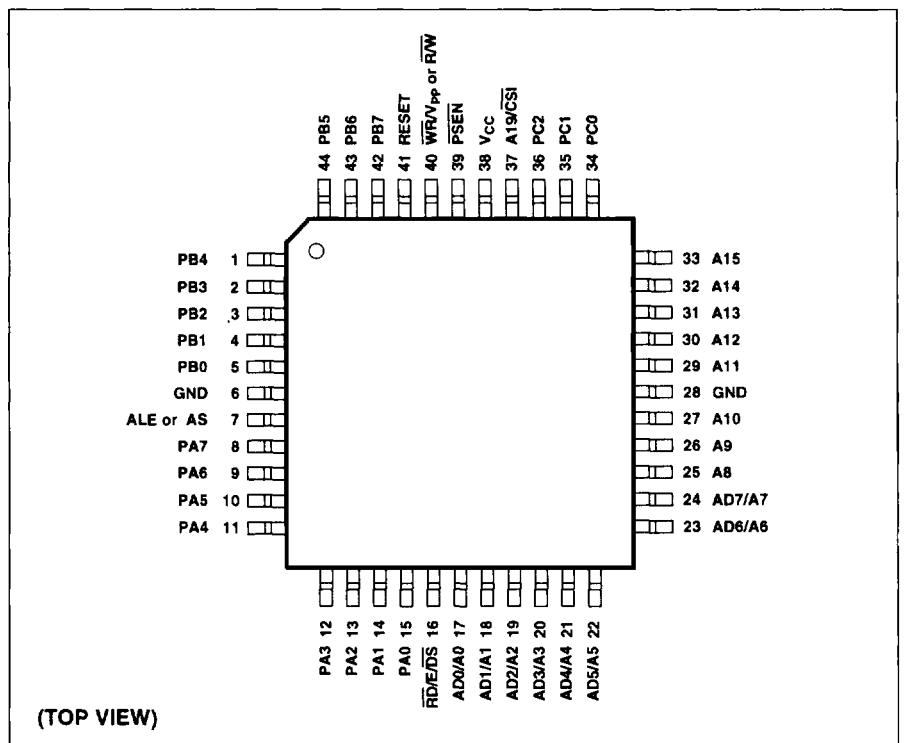 44 PB5
43 PB6
42 PB7
41 RESET
40 W̅R̅/VPP or R̅/̅W̅
39 P̅S̅E̅N̅
38 VCC
37 A19/C̅S̅I̅
36 PC2
35 PC1
34 PC0
PB4 1
PB3 2
PB2 3
PB1 4
PB0 5
GND 6
ALE or AS 7
PA7 8
PA6 9
PA5 10
PA4 11
33 A15
32 A14
31 A13
30 A12
29 A11
28 GND
27 A10
26 A9
25 A8
24 AD7/A7
23 AD6/A6
PA3 12
PA2 13
PA1 14
PA0 15
R̅D̅/E/D̅S̅ 16
AD0/A0 17
AD1/A1 18
AD2/A2 19
AD3/A3 20
AD4/A4 21
AD5/A5 22
(TOP VIEW)